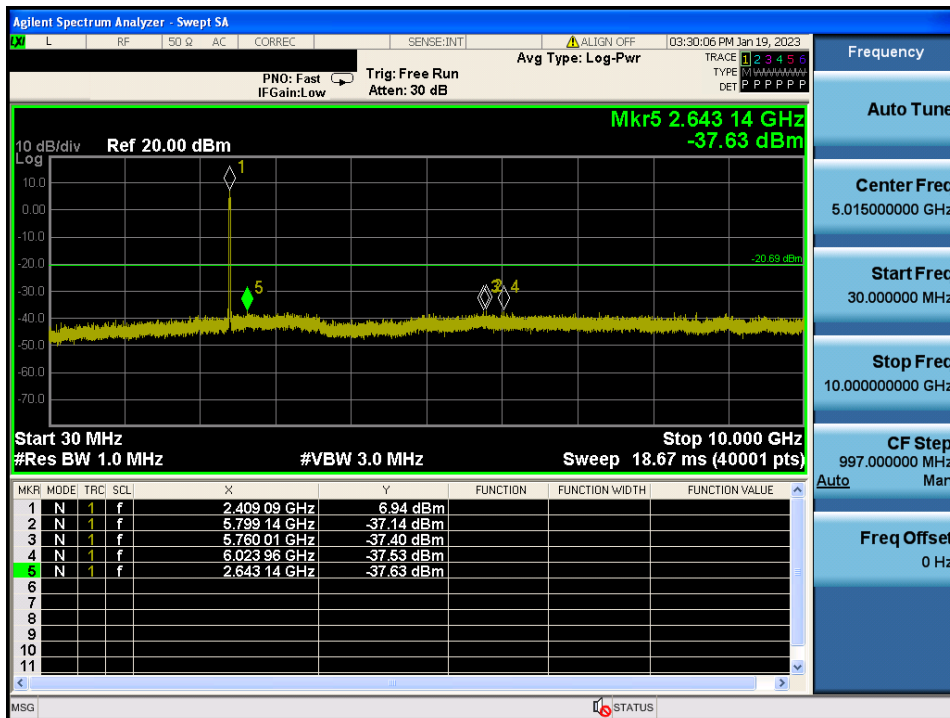 Agilent Spectrum Analyzer - Swept SA
LXI L RF 50 Ω AC CORREC SENSE:INT ALIGN OFF 03:30:06 PM Jan 19, 2023
Frequency
Avg Type: Log-Pwr
TRACE 1 2 3 4 5 6
TYPE M
DET P P P P P P
PNO: Fast
IFGain:Low
Trig: Free Run
Atten: 30 dB
Auto Tune
Mkr5 2.643 14 GHz
-37.63 dBm
10 dB/div
Log
Ref 20.00 dBm
10.0
0.00
-10.0
-20.0
-30.0
-40.0
-50.0
-60.0
-70.0
1
5
3
4
-20.69 dBm
Center Freq
5.015000000 GHz
Start Freq
30.000000 MHz
Stop Freq
10.000000000 GHz
CF Step
997.000000 MHz
Auto Man
Freq Offset
0 Hz
Start 30 MHz Stop 10.000 GHz
#Res BW 1.0 MHz #VBW 3.0 MHz Sweep 18.67 ms (40001 pts)
MKR MODE TRC SCL X Y FUNCTION FUNCTION WIDTH FUNCTION VALUE
1 N 1 f 2.409 09 GHz 6.94 dBm
2 N 1 f 5.799 14 GHz -37.14 dBm
3 N 1 f 5.760 01 GHz -37.40 dBm
4 N 1 f 6.023 96 GHz -37.53 dBm
5 N 1 f 2.643 14 GHz -37.63 dBm
6
7
8
9
10
11
MSG STATUS